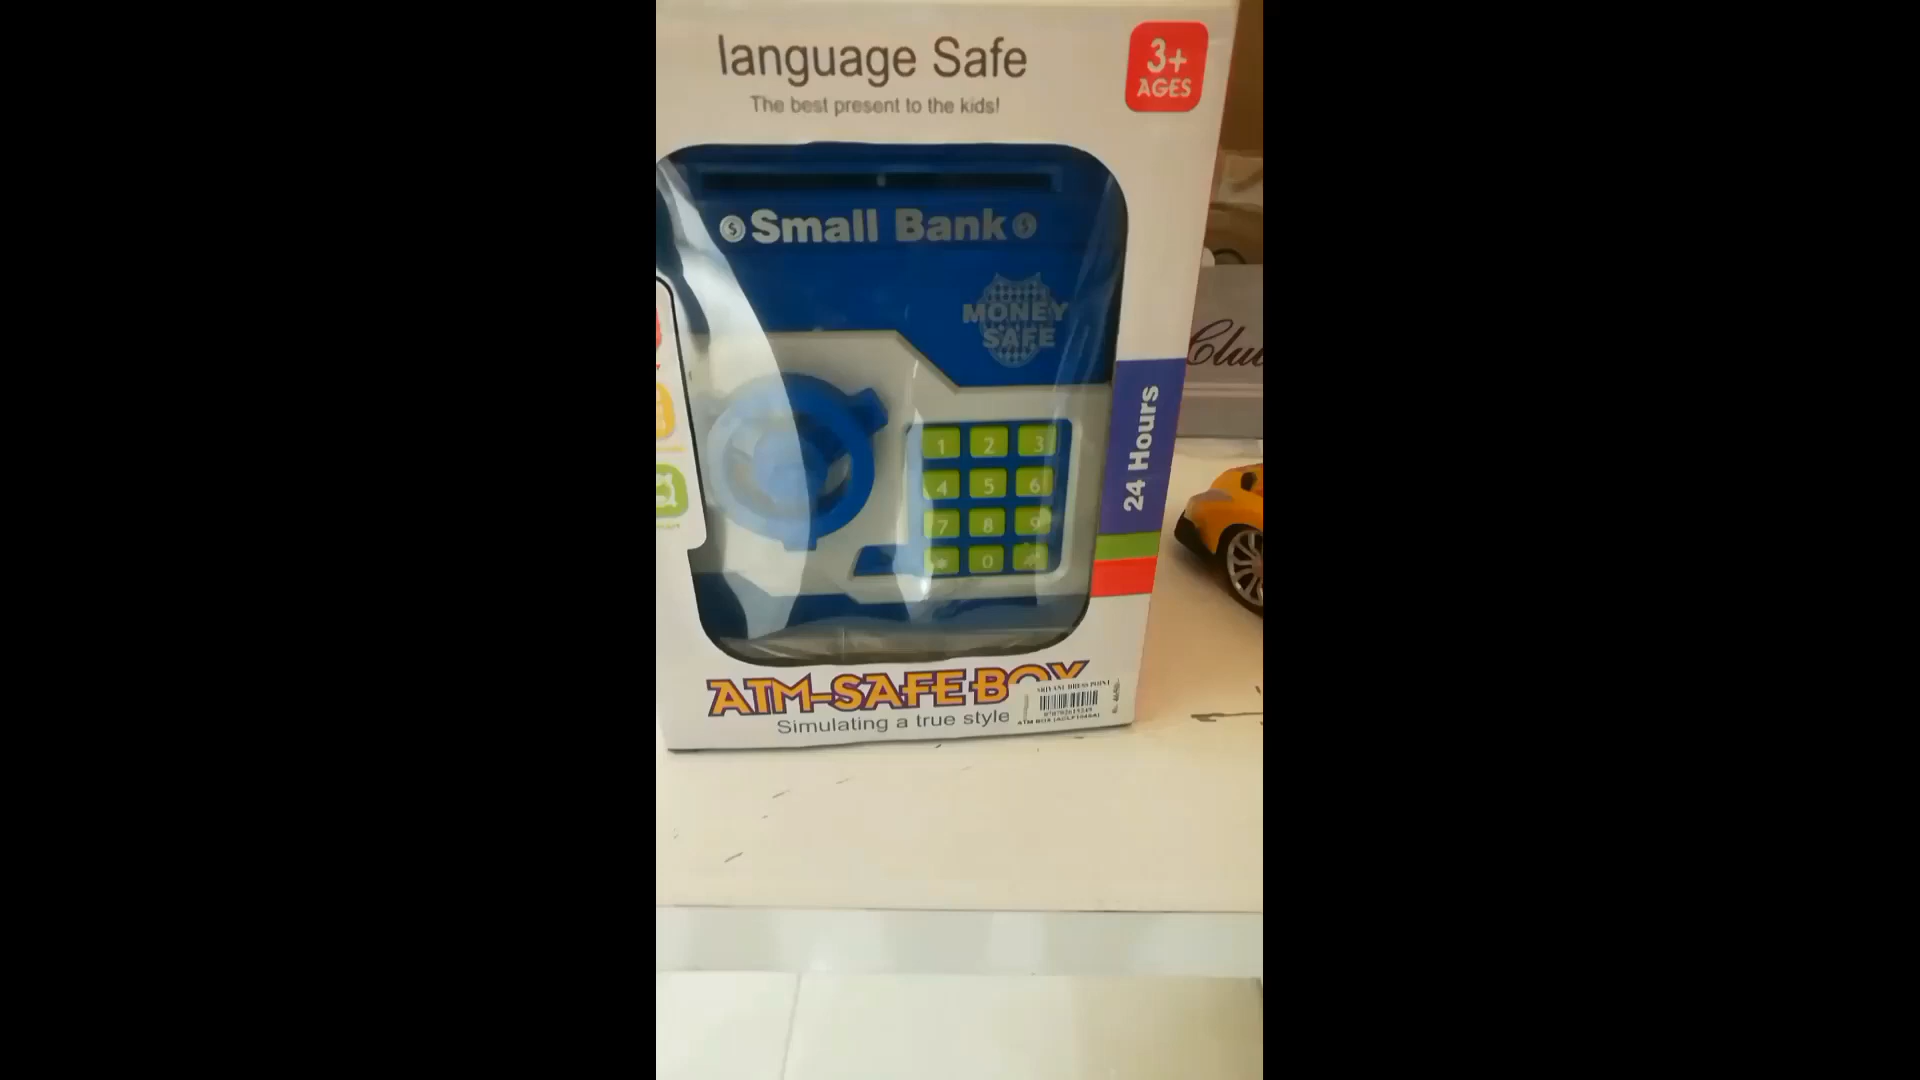 language Safe
The best present to the kids!
3+
AGES
Small Bank
MONEY
SAFE
Club
24 Hours
1 2 3
4 5 6
7 8 9
* 0 #
ATM-SAFE BOX
Simulating a true style